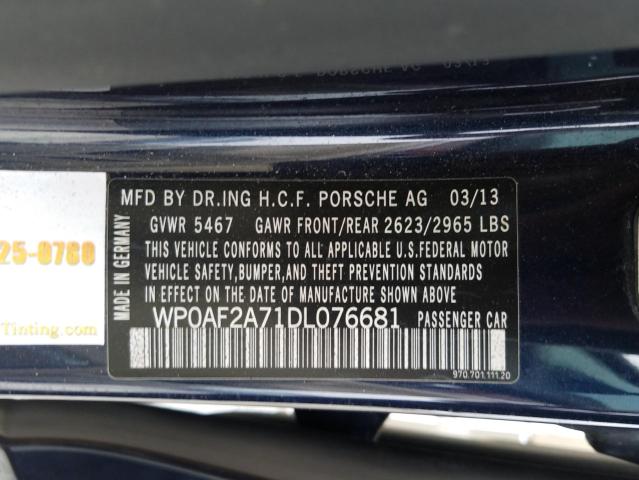 MFD BY DR.ING H.C.F. PORSCHE AG 03/13
GVWR 5467 GAWR FRONT/REAR 2623/2965 LBS
THIS VEHICLE CONFORMS TO ALL APPLICABLE U.S.FEDERAL MOTOR
VEHICLE SAFETY,BUMPER,AND THEFT PREVENTION STANDARDS
IN EFFECT ON THE DATE OF MANUFACTURE SHOWN ABOVE
WP0AF2A71DL076681 PASSENGER CAR
970.701.111.20
MADE IN GERMANY
25-0780
Tinting.c